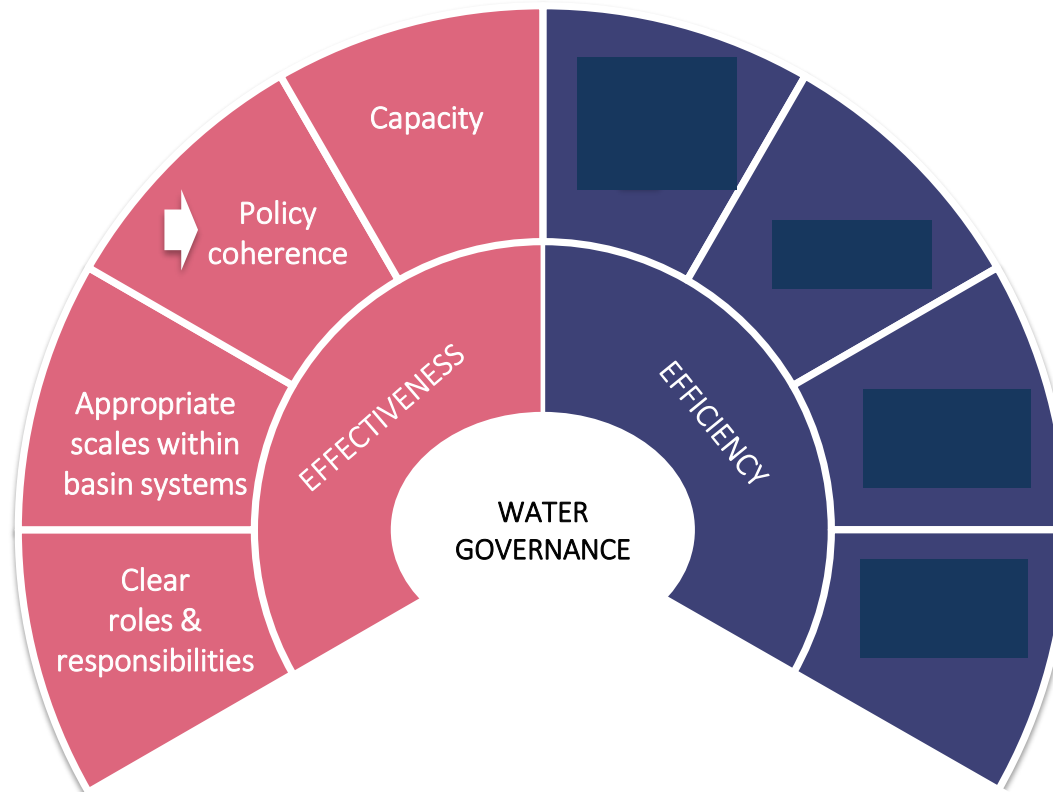 Capacity
Policy
coherence
Appropriate
scales within
basin systems
Clear
roles &
responsibilities
EFFECTIVENESS
EFFICIENCY
WATER
GOVERNANCE